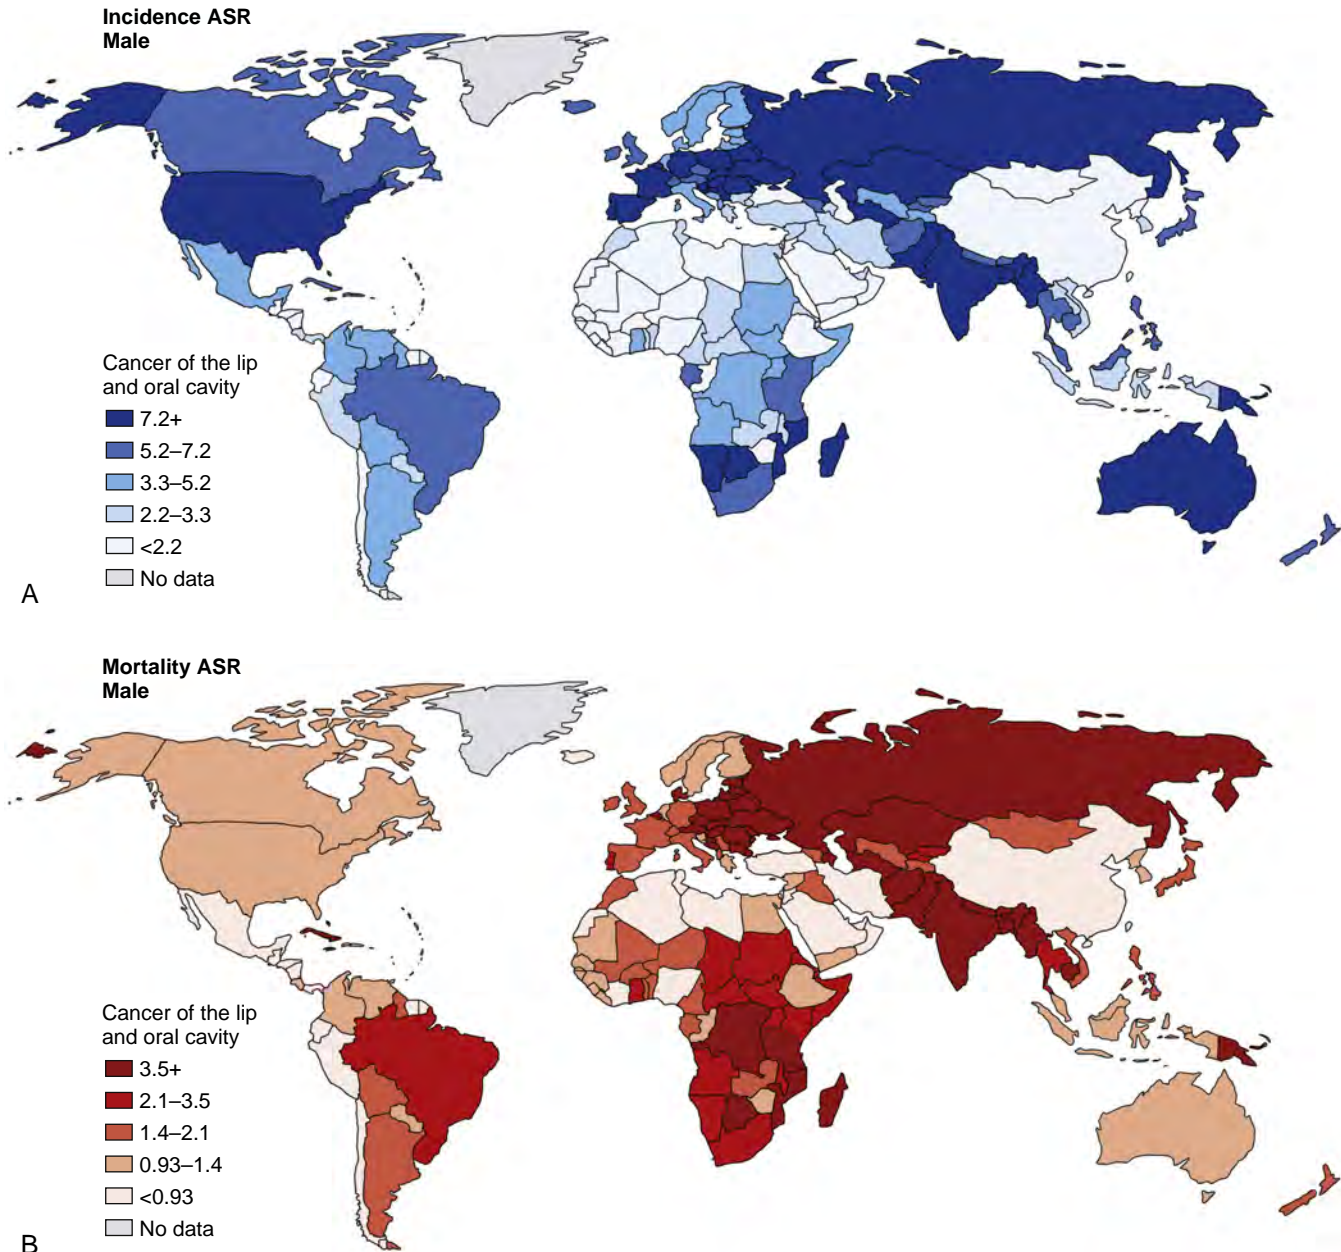 Incidence ASR
Male
Cancer of the lip
and oral cavity
7.2+
5.2–7.2
3.3–5.2
2.2–3.3
<2.2
No data
A
Mortality ASR
Male
Cancer of the lip
and oral cavity
3.5+
2.1–3.5
1.4–2.1
0.93–1.4
<0.93
No data
B